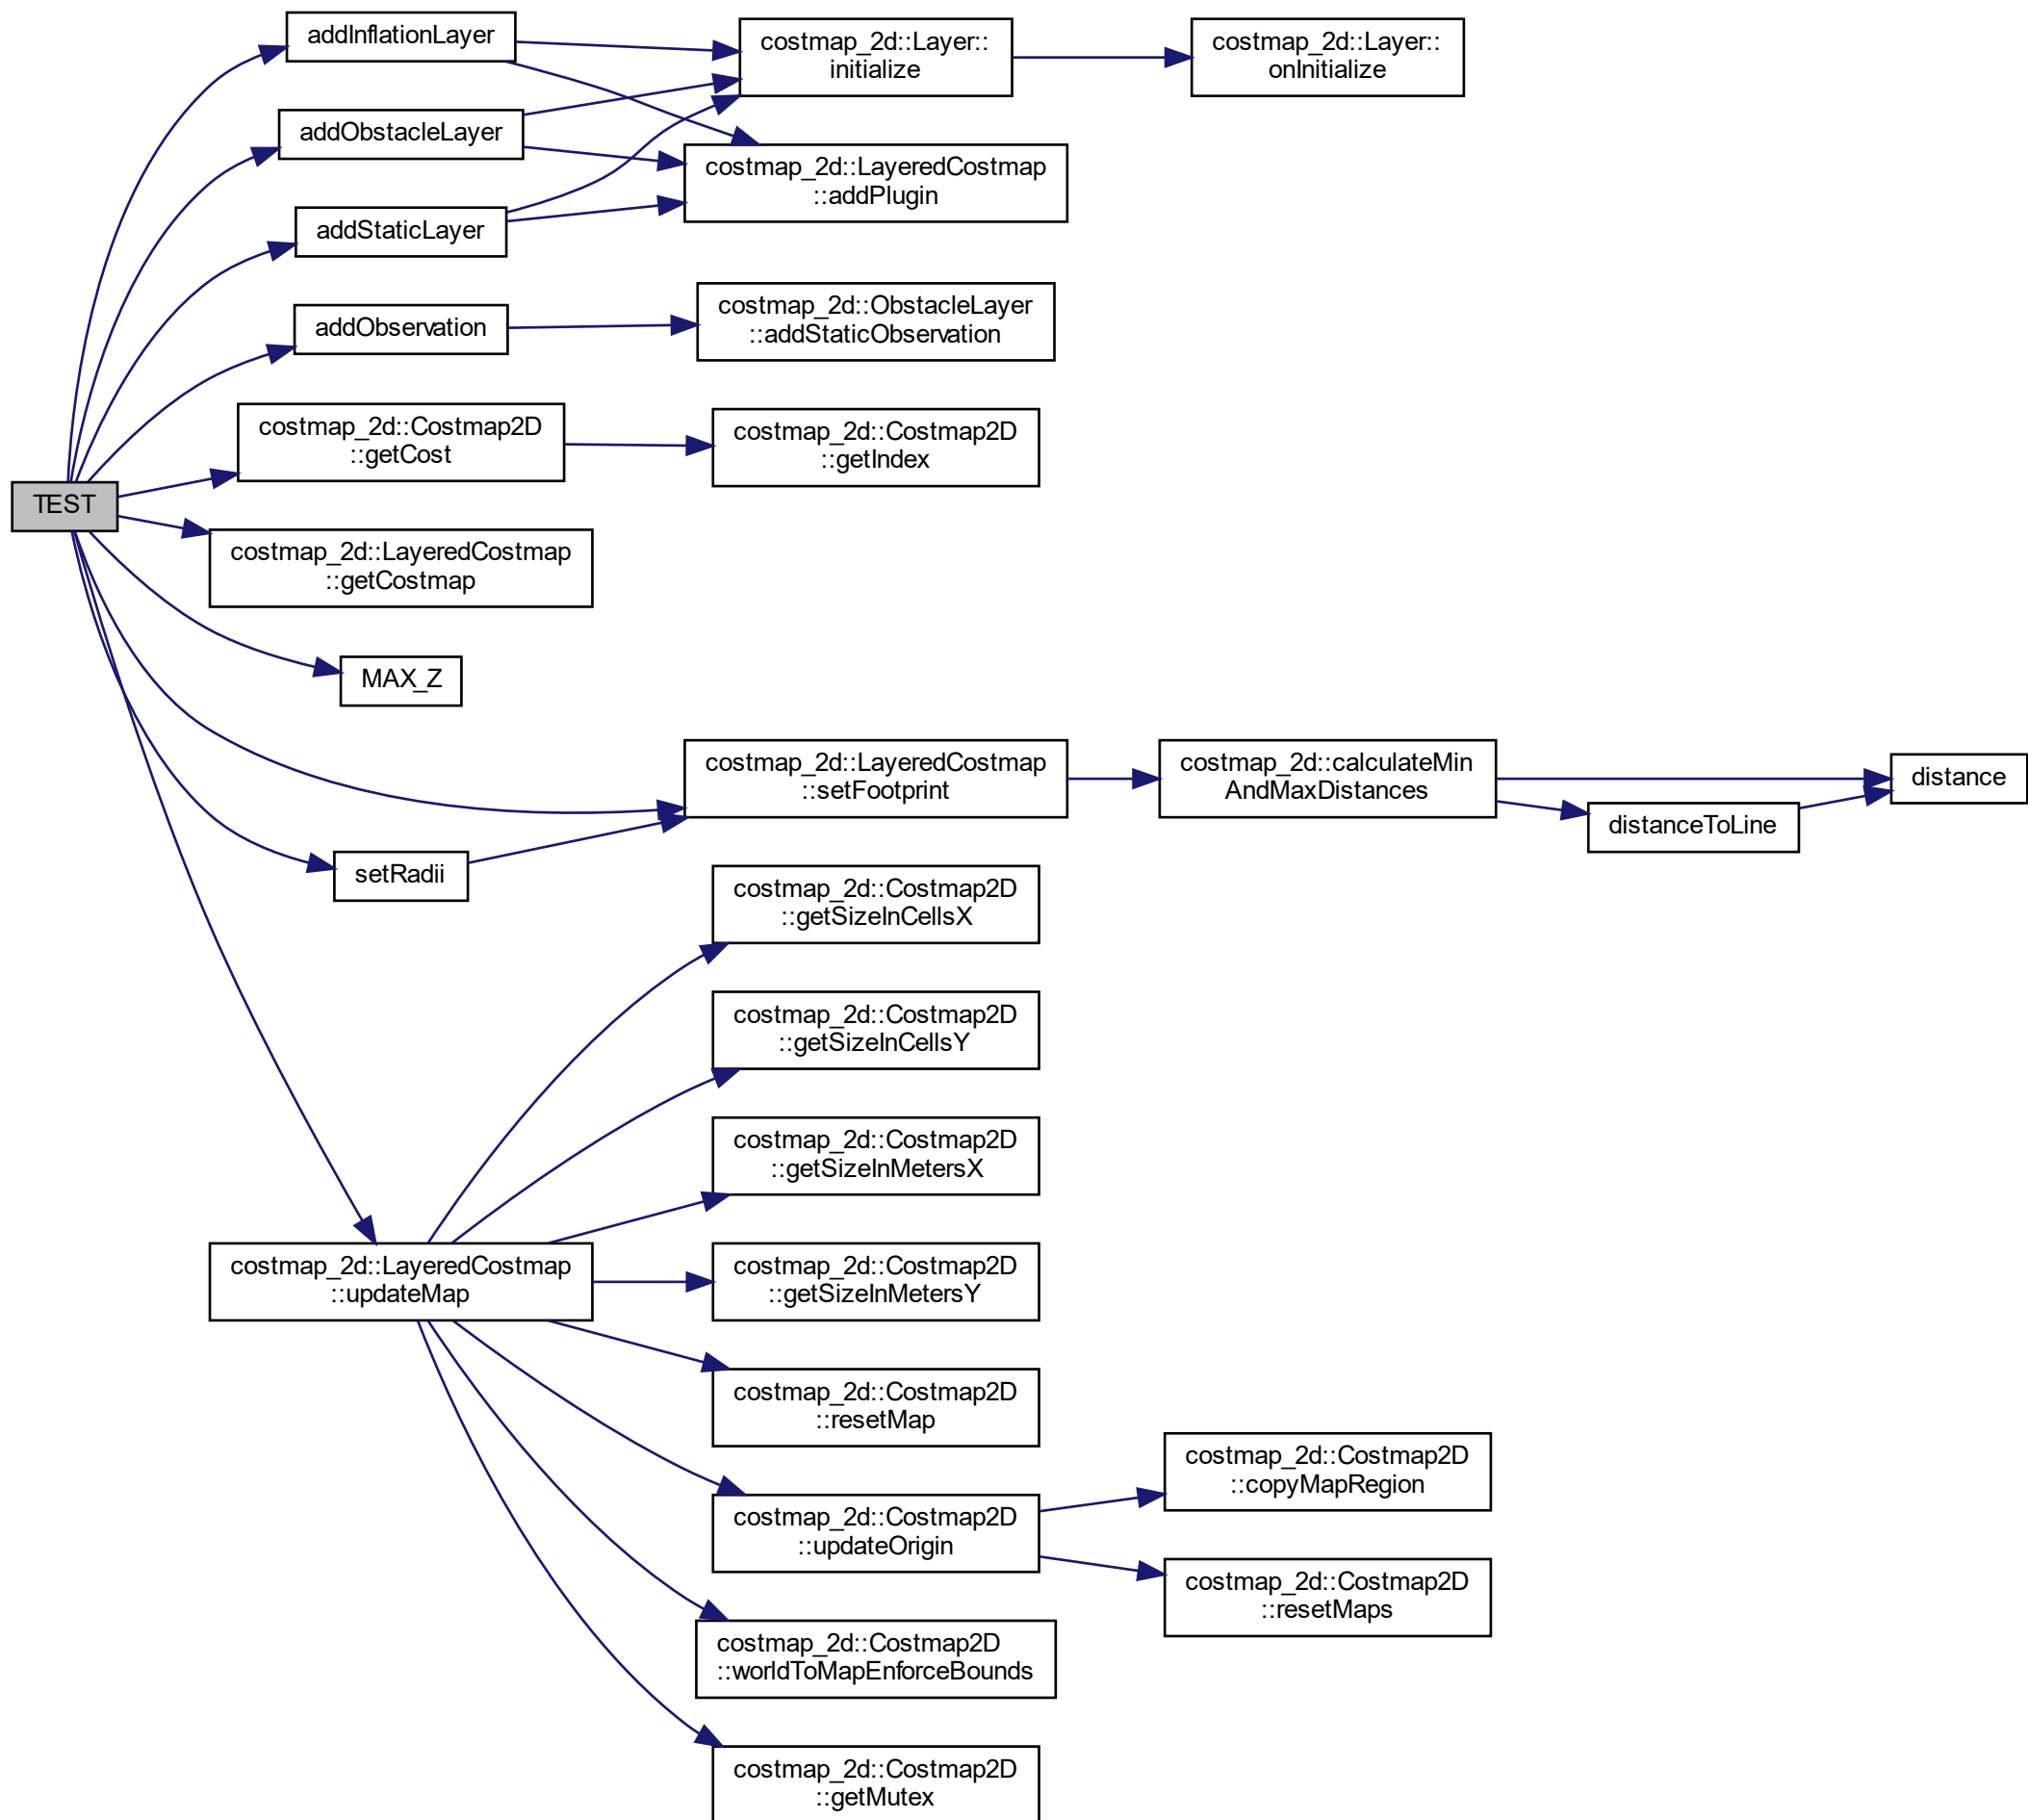 addInflationLayer
costmap_2d::Layer::
initialize
costmap_2d::Layer::
onInitialize
addObstacleLayer
costmap_2d::LayeredCostmap
::addPlugin
addStaticLayer
addObservation
costmap_2d::ObstacleLayer
::addStaticObservation
costmap_2d::Costmap2D
::getCost
costmap_2d::Costmap2D
::getIndex
TEST
costmap_2d::LayeredCostmap
::getCostmap
MAX_Z
costmap_2d::LayeredCostmap
::setFootprint
costmap_2d::calculateMin
AndMaxDistances
distance
distanceToLine
setRadii
costmap_2d::Costmap2D
::getSizeInCellsX
costmap_2d::Costmap2D
::getSizeInCellsY
costmap_2d::Costmap2D
::getSizeInMetersX
costmap_2d::LayeredCostmap
::updateMap
costmap_2d::Costmap2D
::getSizeInMetersY
costmap_2d::Costmap2D
::resetMap
costmap_2d::Costmap2D
::updateOrigin
costmap_2d::Costmap2D
::copyMapRegion
costmap_2d::Costmap2D
::resetMaps
costmap_2d::Costmap2D
::worldToMapEnforceBounds
costmap_2d::Costmap2D
::getMutex